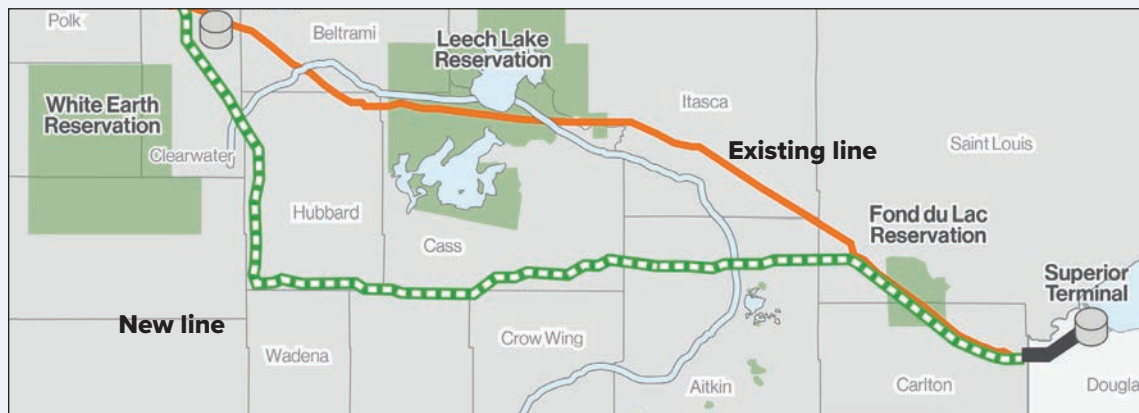 Polk
Beltrami
Leech Lake
Reservation
Itasca
White Earth
Reservation
Clearwater
Existing line
Saint Louis
Hubbard
Fond du Lac
Reservation
Cass
Superior
Terminal
New line
Crow Wing
Wadena
Aitkin
Carlton
Dougla